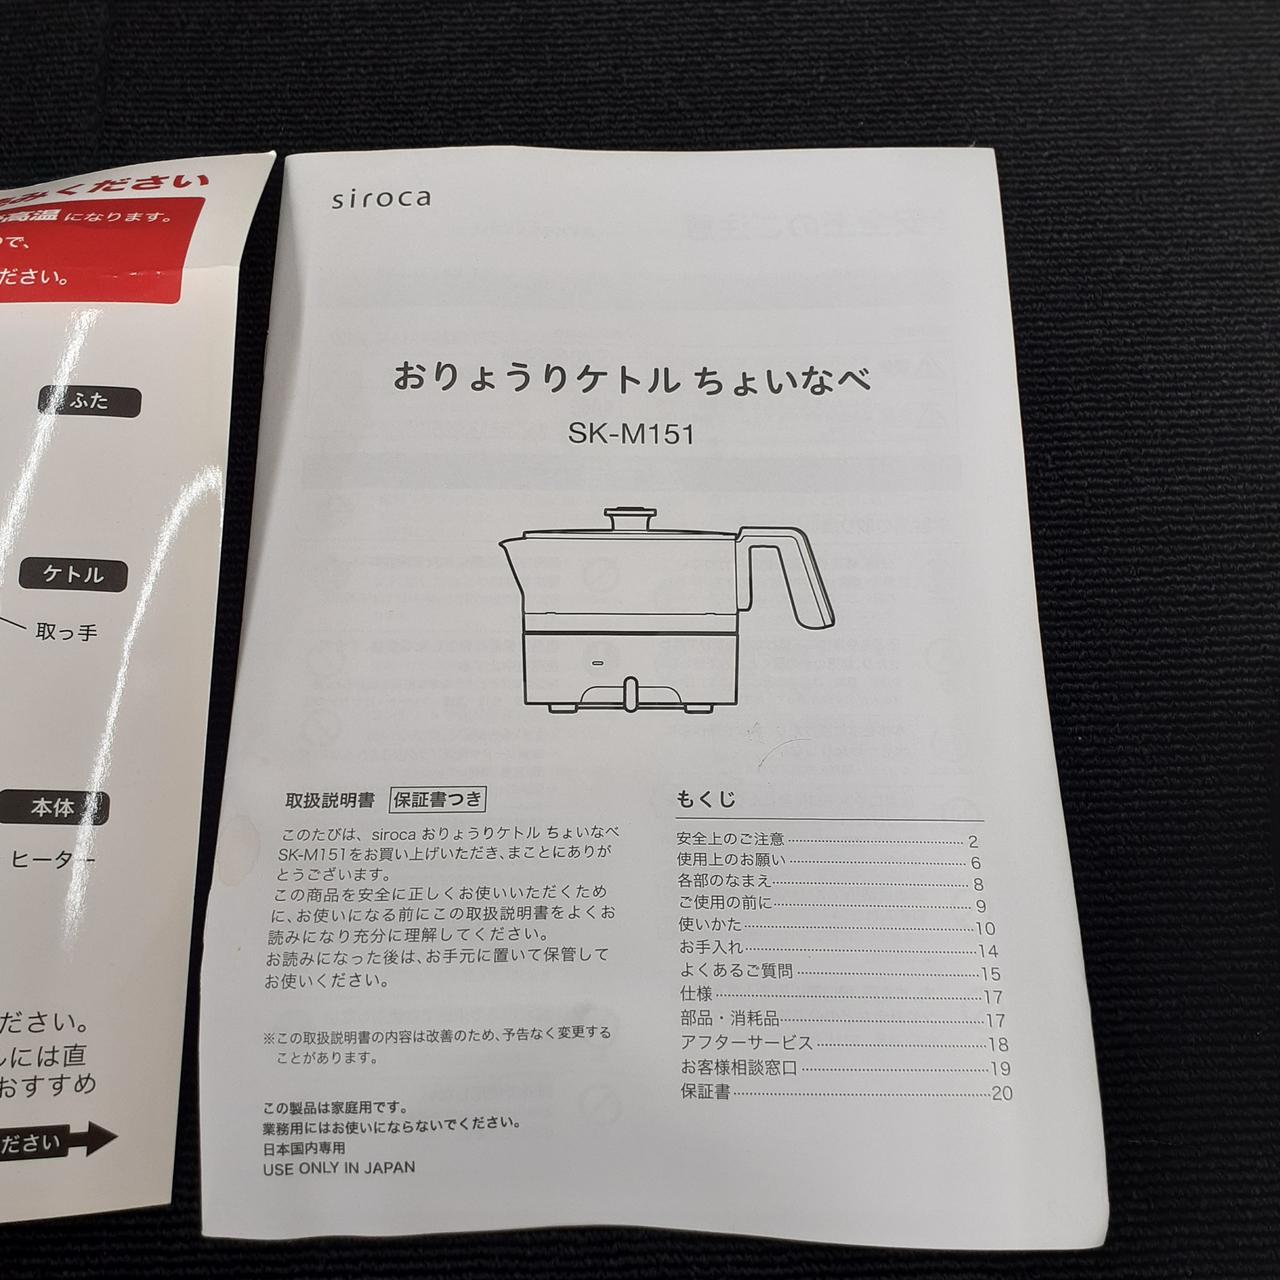 みください
高温になります。
で、
ださい。
ふた
ケトル
取っ手
本体
ヒーター
ださい。
には直
おすすめ
ださい
siroca
おりょうりケトル ちょいなべ
SK-M151
取扱説明書 保証書つき
このたびは、siroca おりょうりケトル ちょいなべ
SK-M151をお買い上げいただき、まことにありが
とうございます。
この商品を安全に正しくお使いいただくため
に、お使いになる前にこの取扱説明書をよくお
読みになり充分に理解してください。
お読みになった後は、お手元に置いて保管して
お使いください。
※この取扱説明書の内容は改善のため、予告なく変更する
ことがあります。
この製品は家庭用です。
業務用にはお使いにならないでください。
日本国内専用
USE ONLY IN JAPAN
もくじ
安全上のご注意 2
使用上のお願い 6
各部のなまえ 8
ご使用の前に 9
使いかた 10
お手入れ 14
よくあるご質問 15
仕様 17
部品・消耗品 17
アフターサービス 18
お客様相談窓口 19
保証書 20